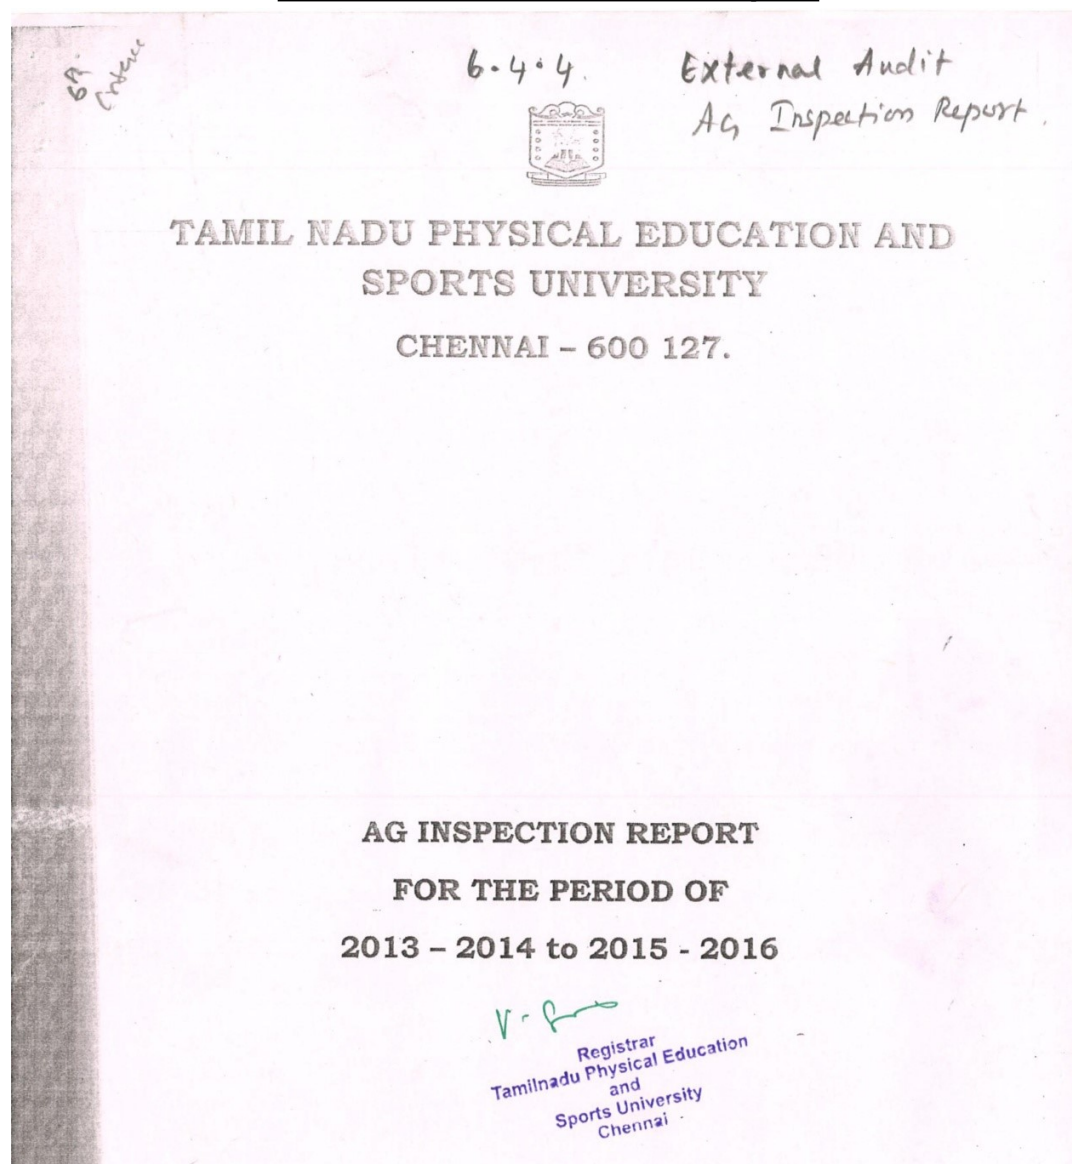 6.4.4. External Audit
AG Inspection Report.
TAMIL NADU PHYSICAL EDUCATION AND
SPORTS UNIVERSITY
CHENNAI – 600 127.
AG INSPECTION REPORT
FOR THE PERIOD OF
2013 – 2014 to 2015 - 2016
Registrar
Tamilnadu Physical Education
and
Sports University
Chennai